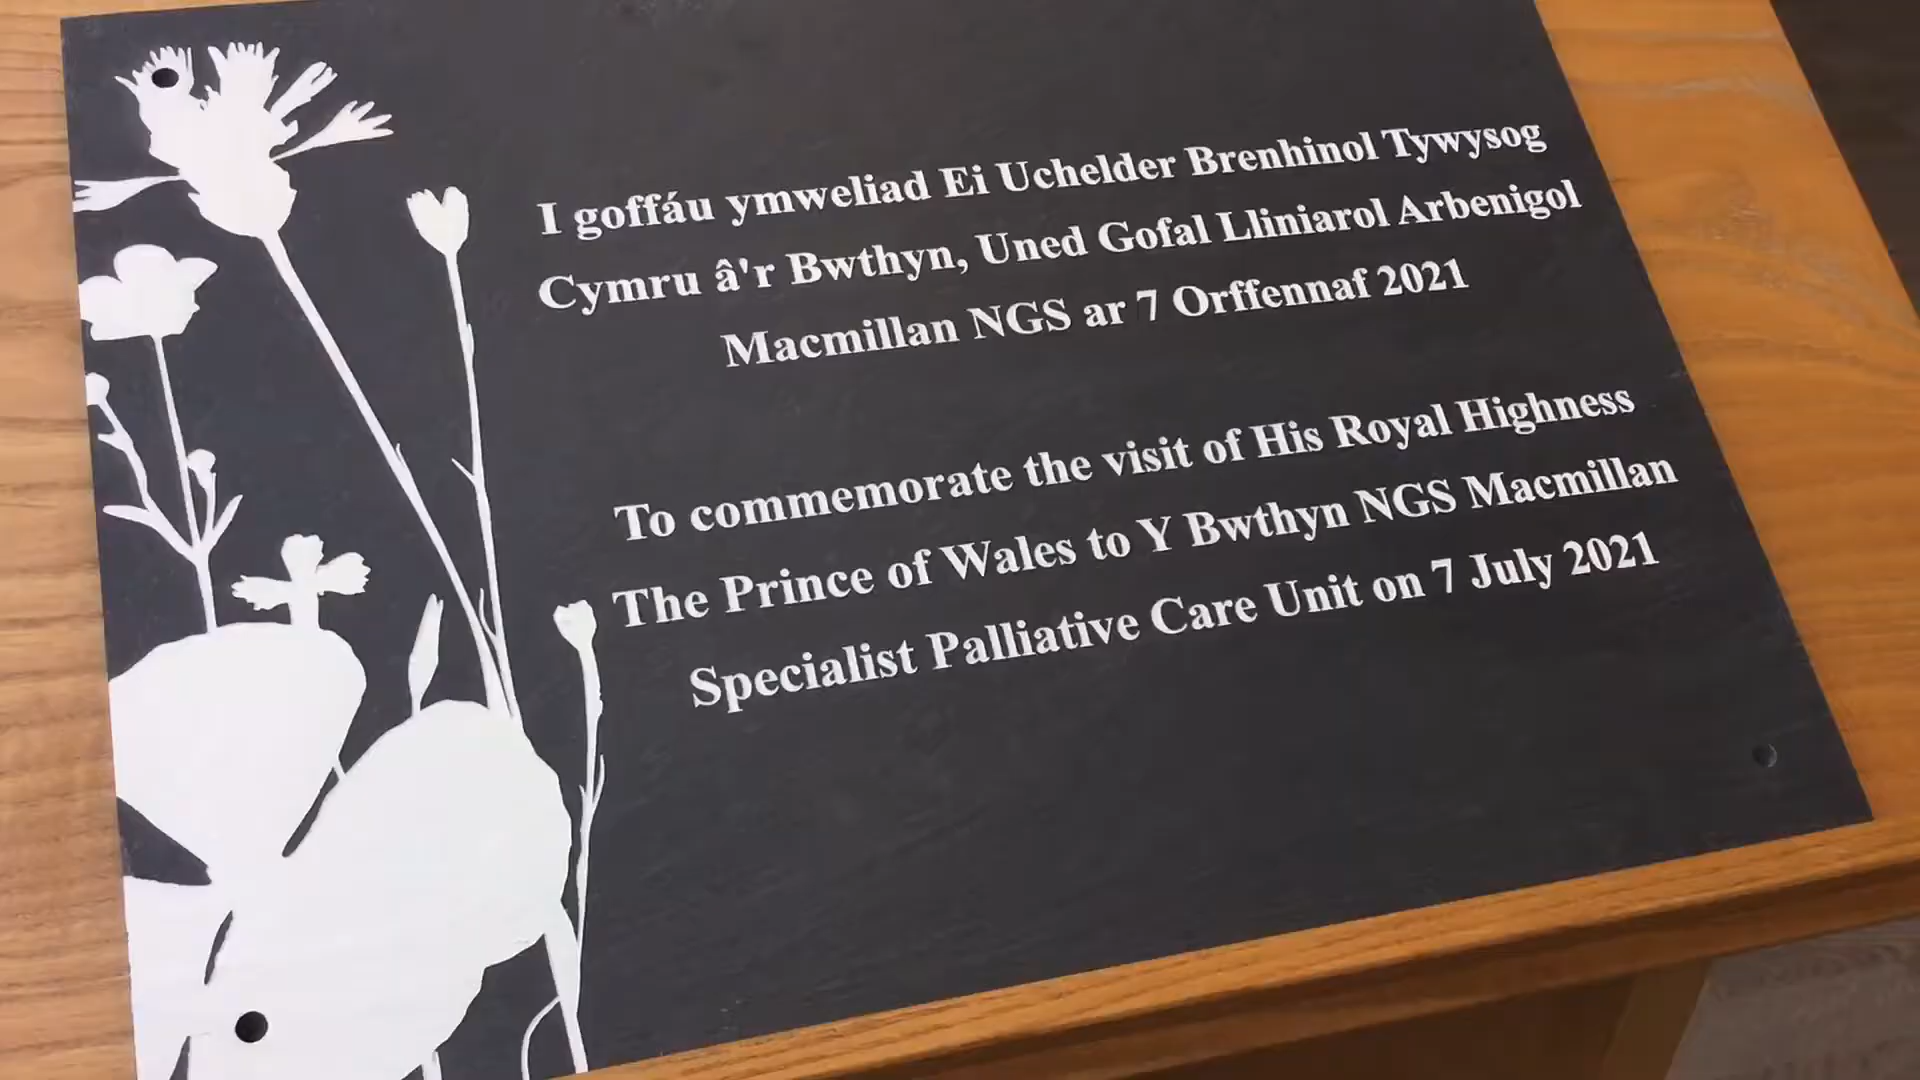 I goffáu ymweliad Ei Uchelder Brenhinol Tywysog
Cymru â'r Bwthyn, Uned Gofal Lliniarol Arbenigol
Macmillan NGS ar 7 Orffennaf 2021
To commemorate the visit of His Royal Highness
The Prince of Wales to Y Bwthyn NGS Macmillan
Specialist Palliative Care Unit on 7 July 2021